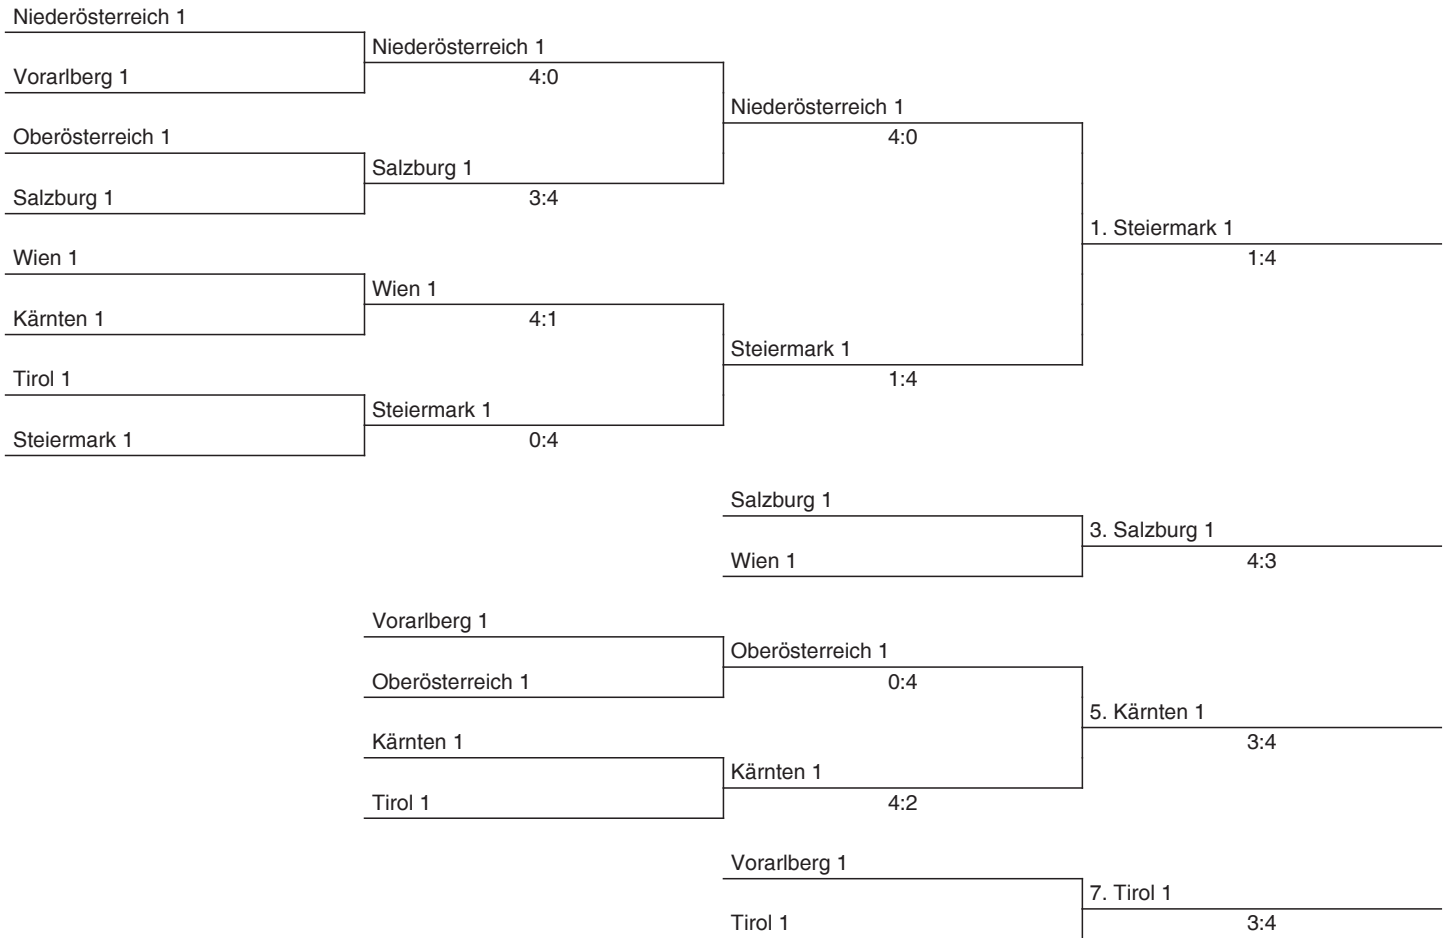 Niederösterreich 1
Niederösterreich 1
Vorarlberg 1
4:0
Niederösterreich 1
Oberösterreich 1
4:0
Salzburg 1
Salzburg 1
3:4
1. Steiermark 1
Wien 1
1:4
Wien 1
Kärnten 1
4:1
Steiermark 1
Tirol 1
1:4
Steiermark 1
Steiermark 1
0:4
Salzburg 1
3. Salzburg 1
Wien 1
4:3
Vorarlberg 1
Oberösterreich 1
Oberösterreich 1
0:4
5. Kärnten 1
Kärnten 1
3:4
Kärnten 1
Tirol 1
4:2
Vorarlberg 1
7. Tirol 1
Tirol 1
3:4